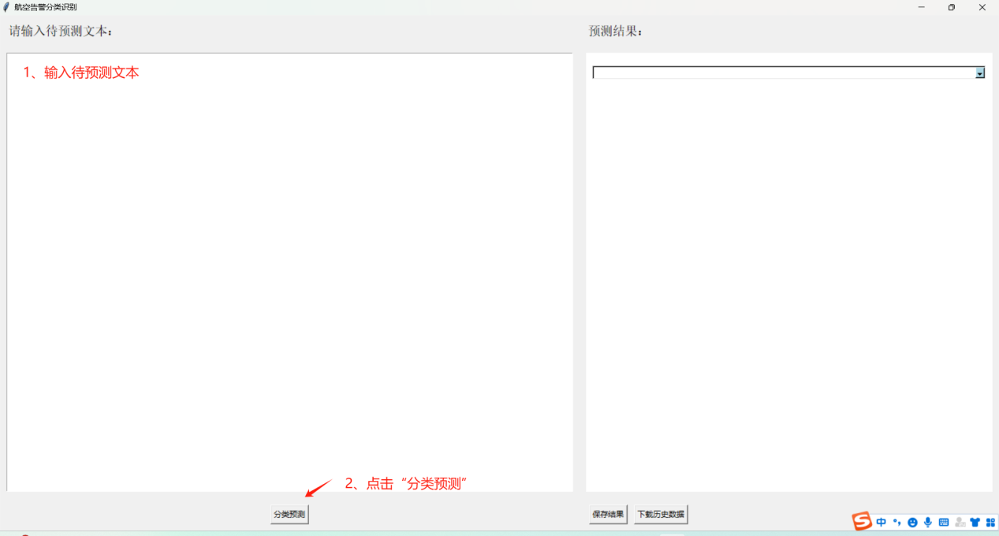 航空告警分类识别
请输入待预测文本：
预测结果：
1、输入待预测文本
2、点击“分类预测”
分类预测
保存结果
下载历史数据
S 中